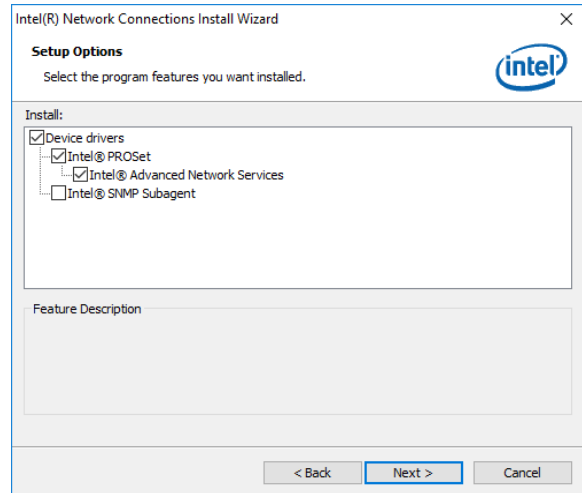 Intel(R) Network Connections Install Wizard
Setup Options
Select the program features you want installed.
intel
Install:
Device drivers
Intel® PROSet
Intel® Advanced Network Services
Intel® SNMP Subagent
Feature Description
< Back
Next >
Cancel